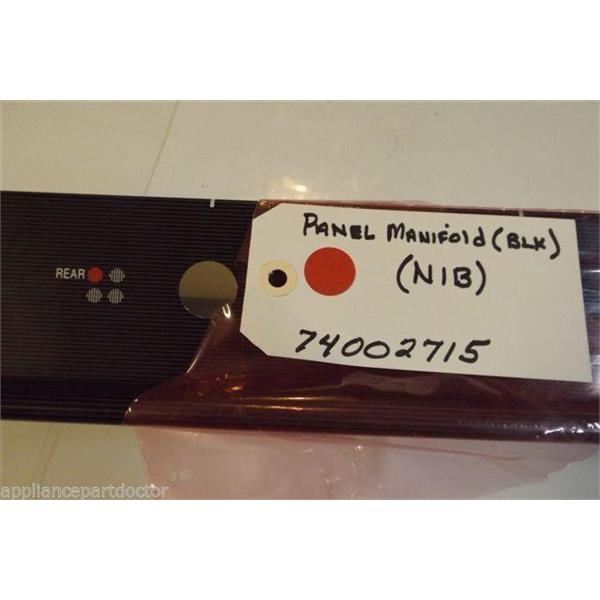 PANEL MANIFOLD (BLK)
(NIB)
74002715
REAR
appliancepartdoctor